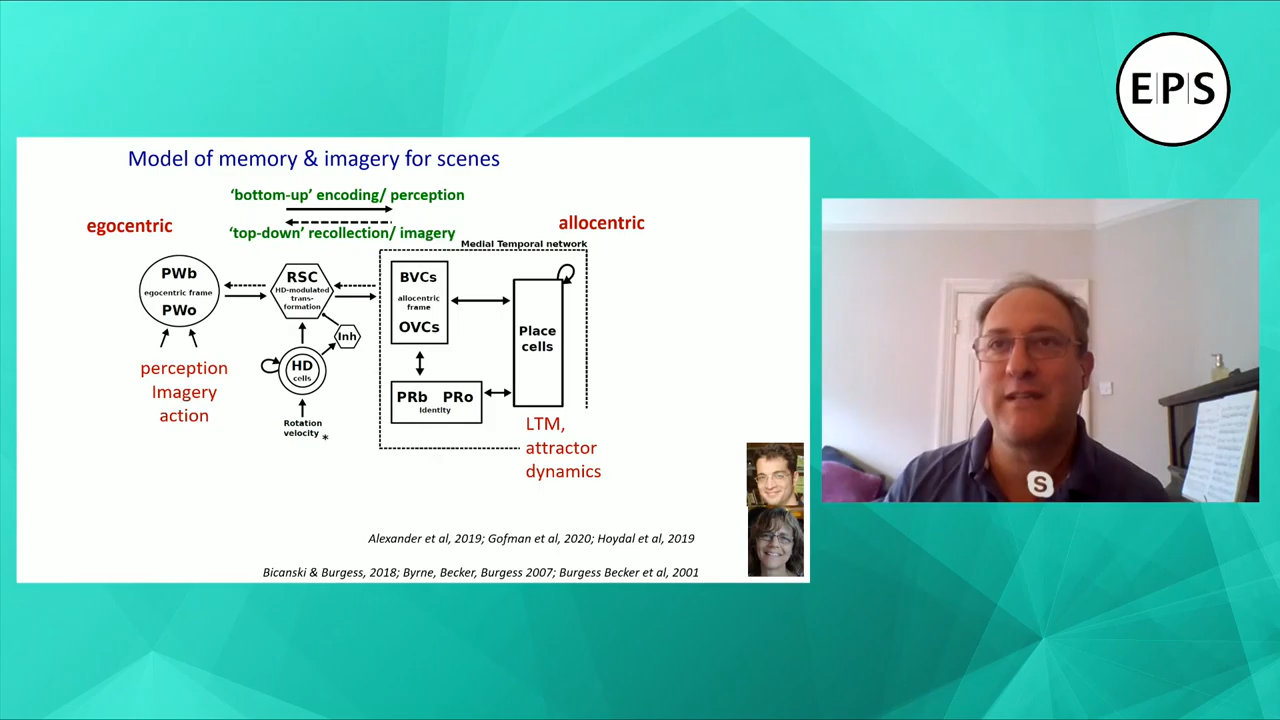 E|P|S
Model of memory & imagery for scenes
'bottom-up' encoding/ perception
egocentric
allocentric
'top-down' recollection/ imagery
Medial Temporal network
PWb
egocentric frame
PWo
RSC
HD-modulated
trans-
formation
BVCs
allocentric
frame
OVCs
Place
cells
Inh
HD
cells
perception
Imagery
action
PRb PRo
Identity
Rotation
velocity *
LTM,
attractor
dynamics
S
Alexander et al, 2019; Gofman et al, 2020; Hoydal et al, 2019
Bicanski & Burgess, 2018; Byrne, Becker, Burgess 2007; Burgess Becker et al, 2001